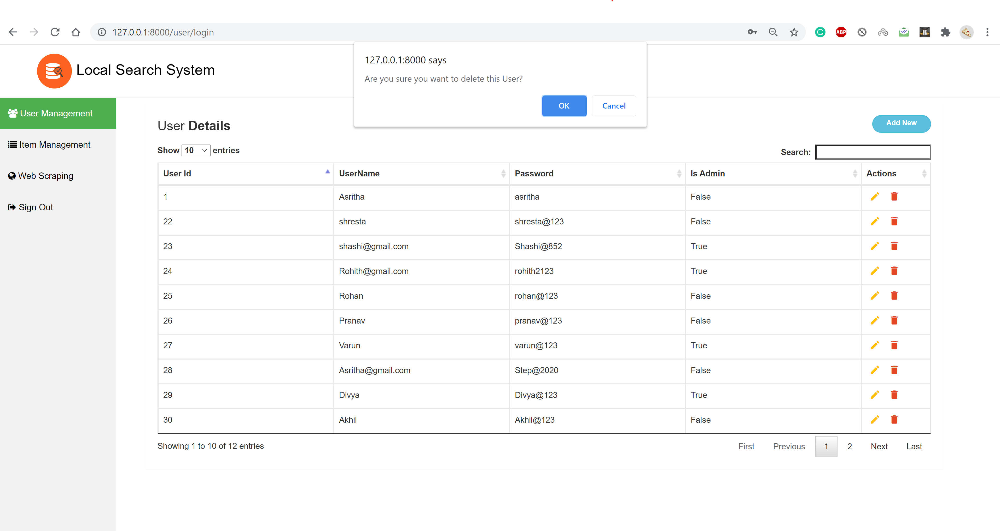 127.0.0.1:8000/user/login
ABP
127.0.0.1:8000 says
Are you sure you want to delete this User?
OK Cancel
Local Search System
User Management
Item Management
Web Scraping
Sign Out
User Details
Add New
Show 10 entries
Search:
User Id UserName Password Is Admin Actions
1 Asritha asritha False
22 shresta shresta@123 False
23 shashi@gmail.com Shashi@852 True
24 Rohith@gmail.com rohith2123 True
25 Rohan rohan@123 False
26 Pranav pranav@123 False
27 Varun varun@123 True
28 Asritha@gmail.com Step@2020 False
29 Divya Divya@123 True
30 Akhil Akhil@123 False
Showing 1 to 10 of 12 entries
First Previous 1 2 Next Last